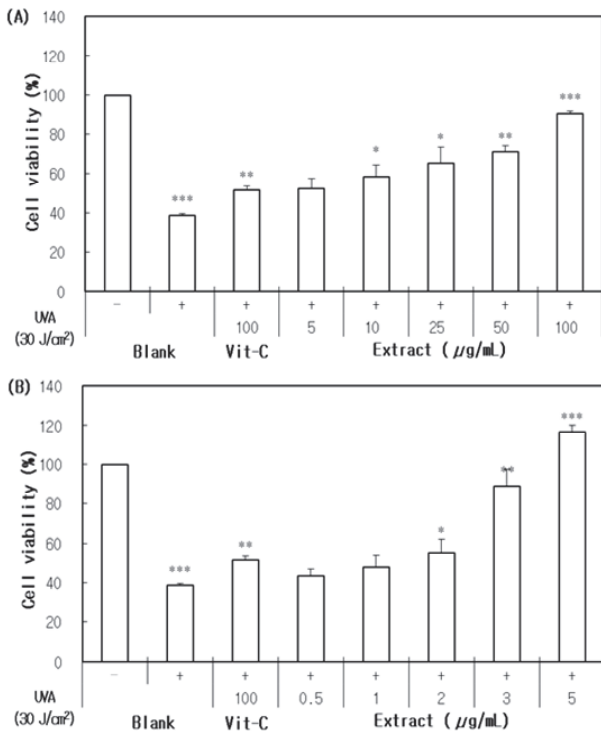 (A)
140
120
100
80
60
40
20
0
Cell viability (%)
***
**
*
*
**
***
− + + + + + + +
UVA
(30 J/cm²)
100 5 10 25 50 100
Blank Vit-C Extract (μg/mL)
(B)
140
120
100
80
60
40
20
0
Cell viability (%)
***
**
*
**
***
− + + + + + + +
UVA
(30 J/cm²)
100 0.5 1 2 3 5
Blank Vit-C Extract (μg/mL)